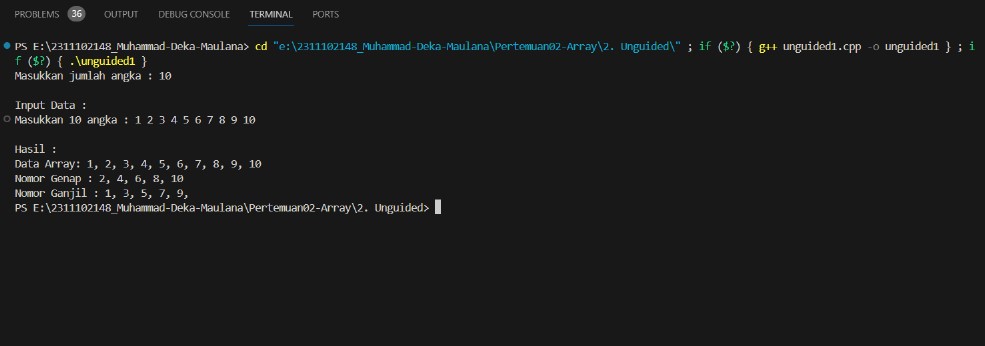 PROBLEMS 36 OUTPUT DEBUG CONSOLE TERMINAL PORTS
PS E:\2311102148_Muhammad-Deka-Maulana> cd "e:\2311102148_Muhammad-Deka-Maulana\Pertemuan02-Array\2. Unguided\" ; if ($?) { g++ unguided1.cpp -o unguided1 } ; i
f ($?) { .\unguided1 }
Masukkan jumlah angka : 10
Input Data :
Masukkan 10 angka : 1 2 3 4 5 6 7 8 9 10
Hasil :
Data Array: 1, 2, 3, 4, 5, 6, 7, 8, 9, 10
Nomor Genap : 2, 4, 6, 8, 10
Nomor Ganjil : 1, 3, 5, 7, 9,
PS E:\2311102148_Muhammad-Deka-Maulana\Pertemuan02-Array\2. Unguided>